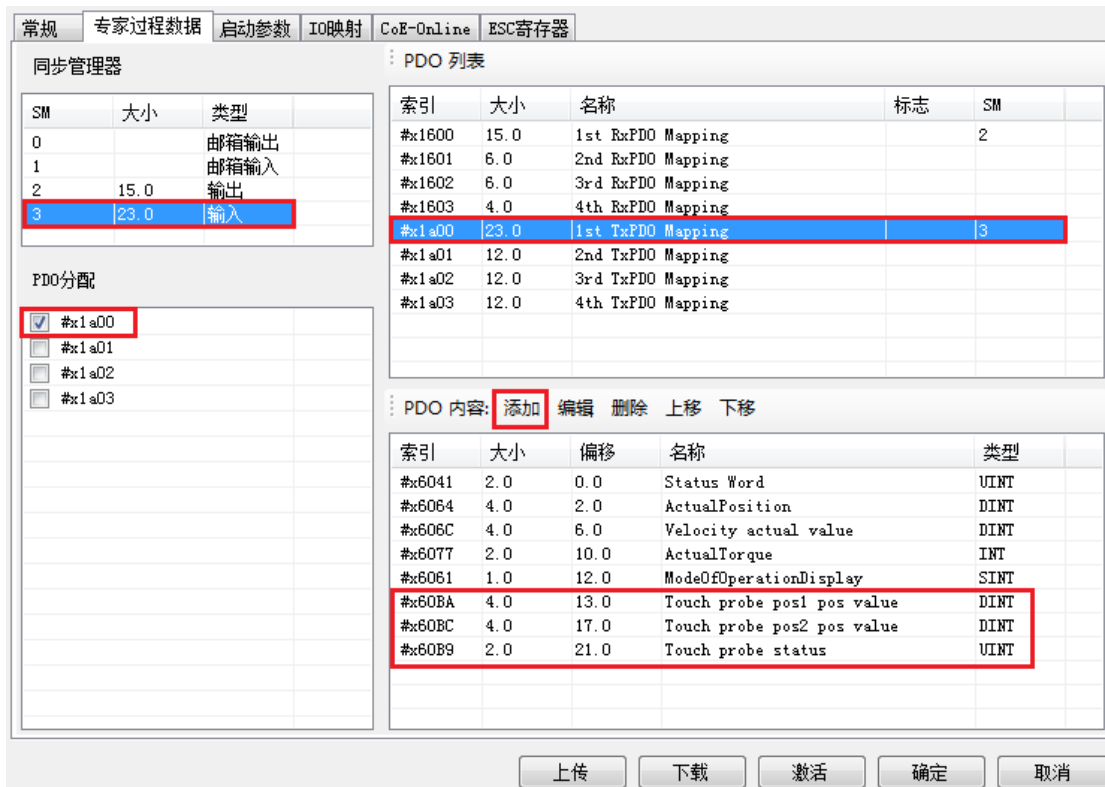 常规 专家过程数据 启动参数 IO映射 CoE-Online ESC寄存器
同步管理器
SM 大小 类型
0 邮箱输出
1 邮箱输入
2 15.0 输出
3 23.0 输入
PDO分配
#x1a00
#x1a01
#x1a02
#x1a03
PDO 列表
索引 大小 名称 标志 SM
#x1600 15.0 1st RxPDO Mapping 2
#x1601 6.0 2nd RxPDO Mapping
#x1602 6.0 3rd RxPDO Mapping
#x1603 4.0 4th RxPDO Mapping
#x1a00 23.0 1st TxPDO Mapping 3
#x1a01 12.0 2nd TxPDO Mapping
#x1a02 12.0 3rd TxPDO Mapping
#x1a03 12.0 4th TxPDO Mapping
PDO 内容: 添加 编辑 删除 上移 下移
索引 大小 偏移 名称 类型
#x6041 2.0 0.0 Status Word UINT
#x6064 4.0 2.0 ActualPosition DINT
#x606C 4.0 6.0 Velocity actual value DINT
#x6077 2.0 10.0 ActualTorque INT
#x6061 1.0 12.0 ModeOfOperationDisplay SINT
#x60BA 4.0 13.0 Touch probe pos1 pos value DINT
#x60BC 4.0 17.0 Touch probe pos2 pos value DINT
#x60B9 2.0 21.0 Touch probe status UINT
上传 下载 激活 确定 取消